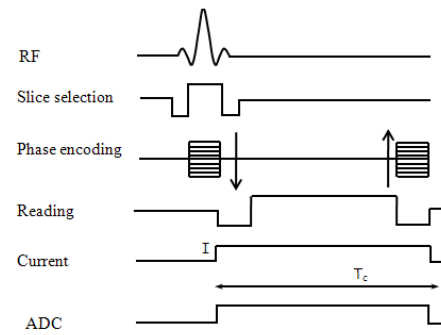 RF
Slice selection
Phase encoding
Reading
I
Current
Tc
ADC